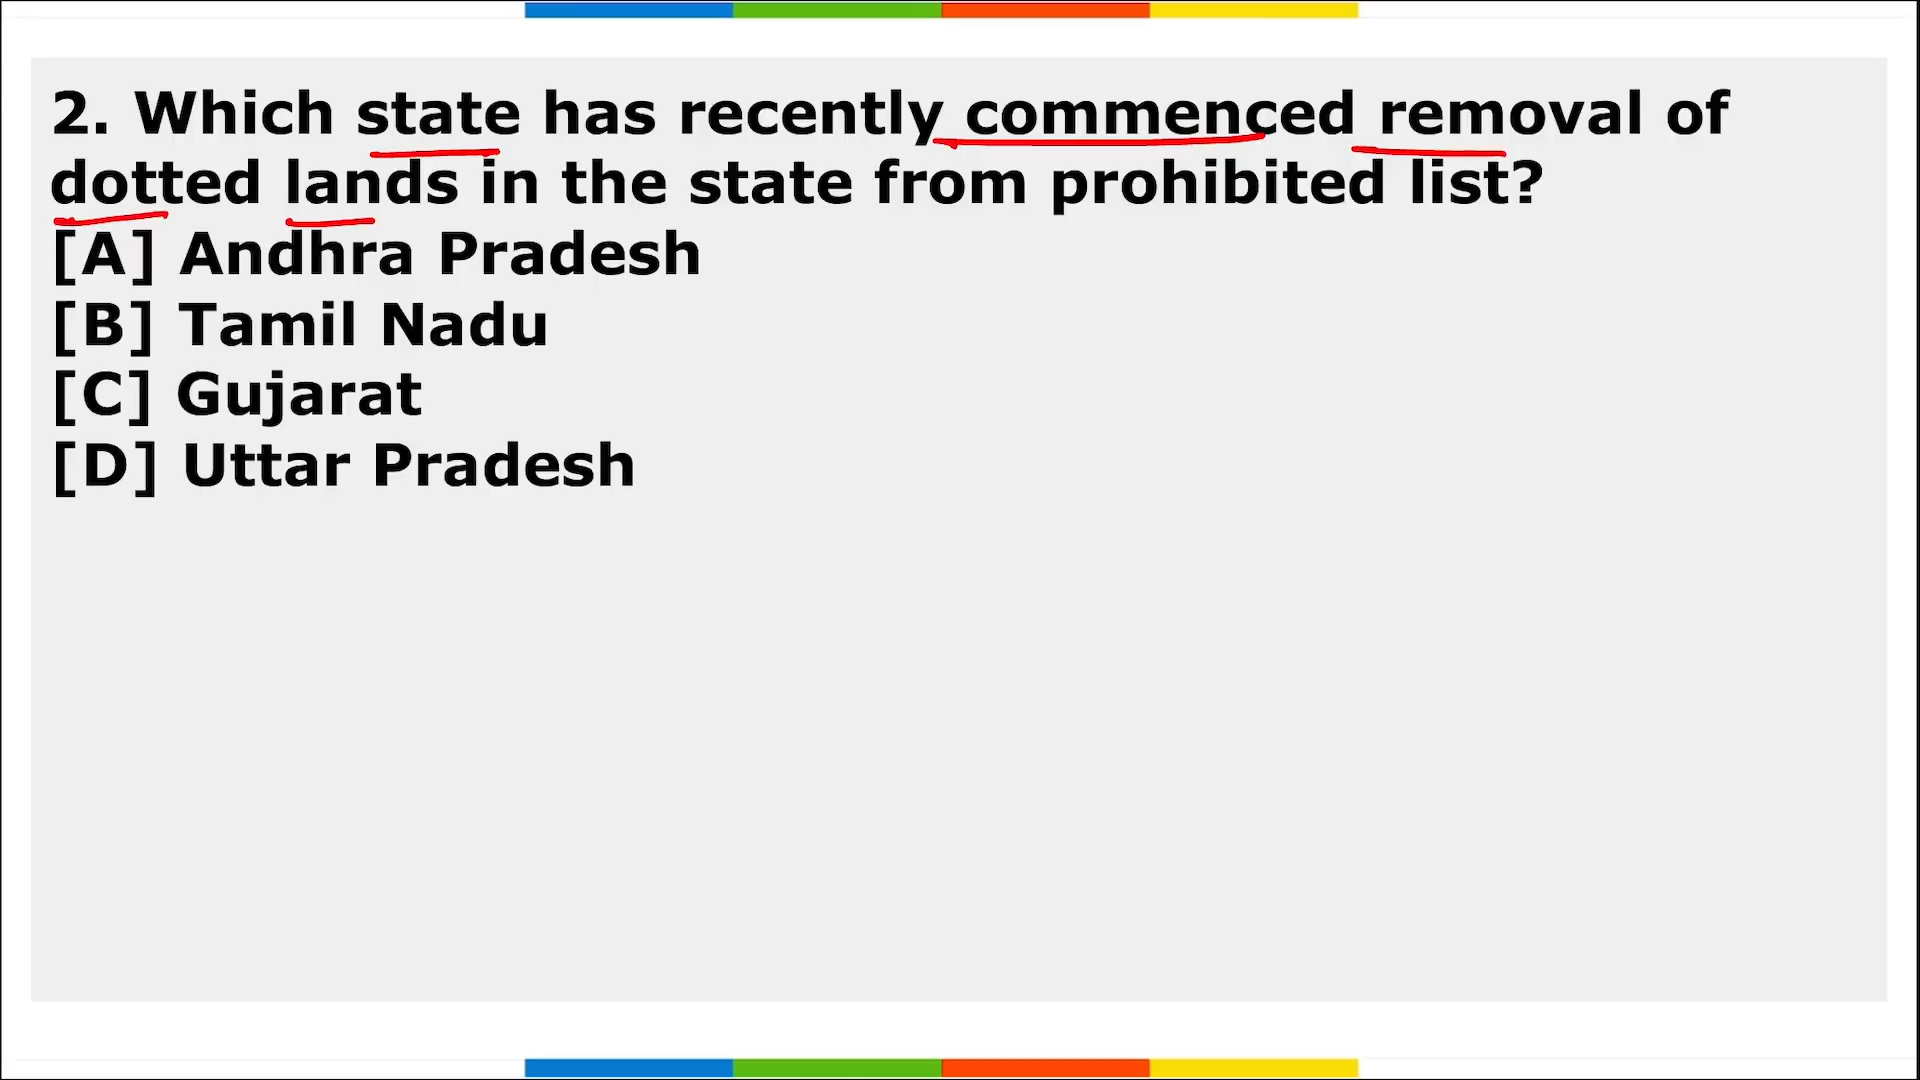 2. Which state has recently commenced removal of
dotted lands in the state from prohibited list?
[A] Andhra Pradesh
[B] Tamil Nadu
[C] Gujarat
[D] Uttar Pradesh